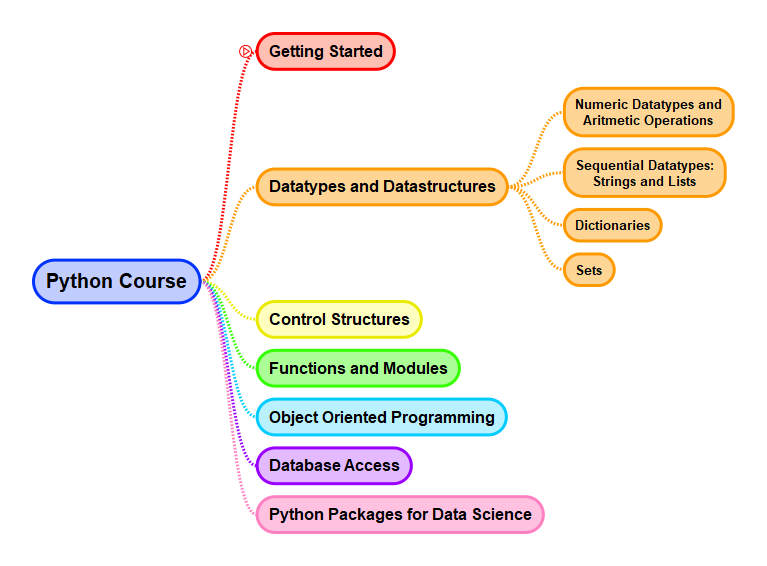 Python Course
Getting Started
Datatypes and Datastructures
Numeric Datatypes and
Aritmetic Operations
Sequential Datatypes:
Strings and Lists
Dictionaries
Sets
Control Structures
Functions and Modules
Object Oriented Programming
Database Access
Python Packages for Data Science